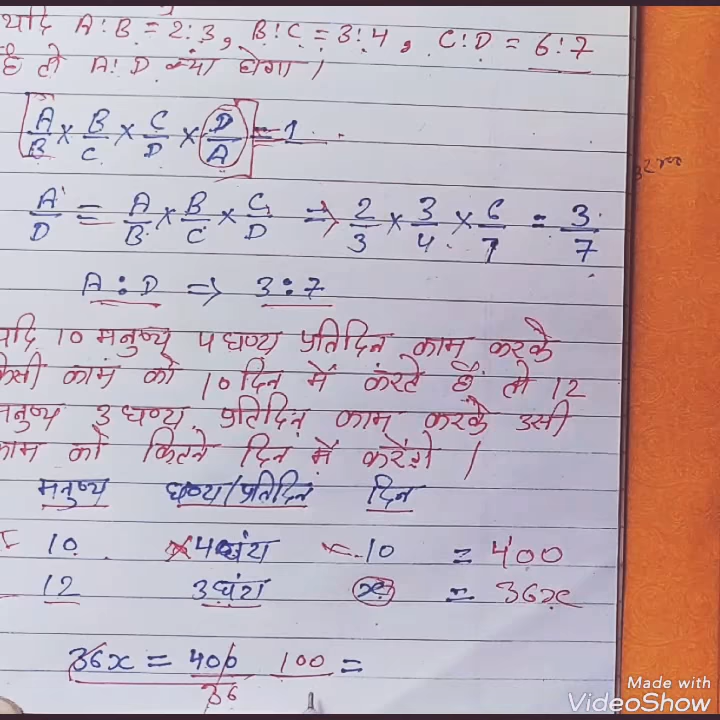 यदि A:B = 2:3, B:C = 3:4, C:D = 6:7
है तो A:D क्या होगा।
A/B × B/C × C/D × D/A = 1
A/D = A/B × B/C × C/D ⇒ 2/3 × 3/4 × 6/7 = 3/7
A:D ⇒ 3:7
यदि 10 मनुष्य 4 घण्टा प्रतिदिन काम करके
किसी काम को 10 दिन में करते हैं तो 12
मनुष्य 3 घण्टा प्रतिदिन काम करके उसी
काम को कितने दिन में करेंगे।
मनुष्य घण्टा/प्रतिदिन दिन
10 × 4 घंटा × 10 = 400
12 3 घंटा x = 36x
36x = 400/36 100 =
Made with
VideoShow